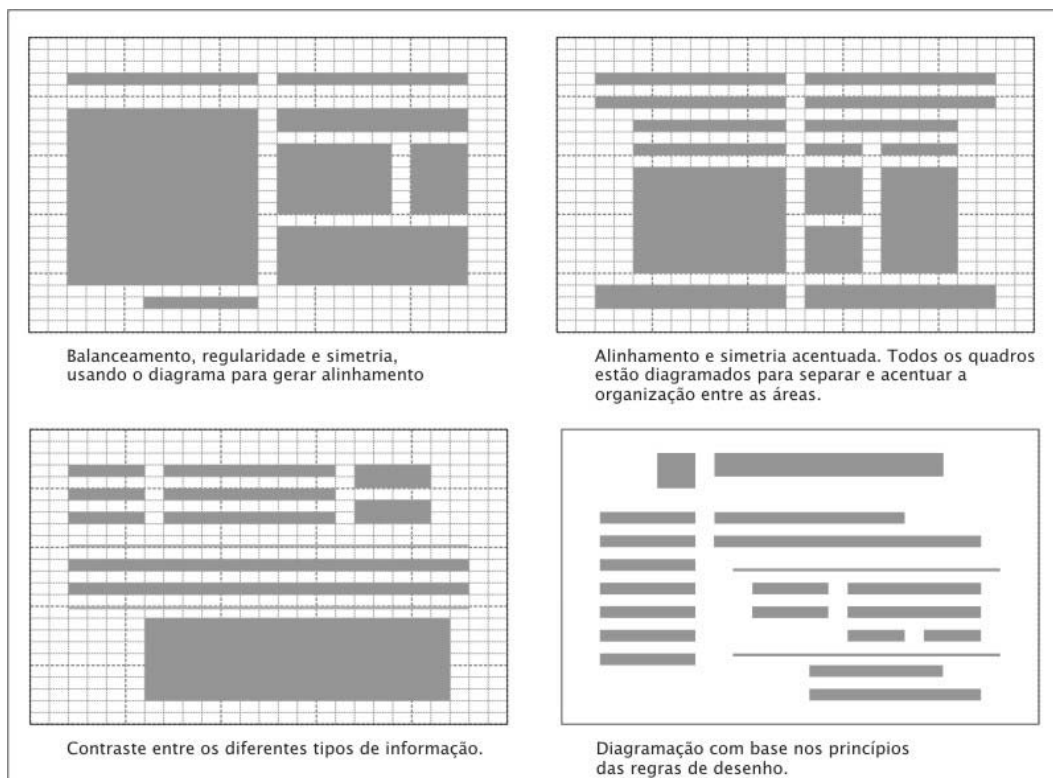 Balanceamento, regularidade e simetria,
usando o diagrama para gerar alinhamento
Alinhamento e simetria acentuada. Todos os quadros
estão diagramados para separar e acentuar a
organização entre as áreas.
Contraste entre os diferentes tipos de informação.
Diagramação com base nos princípios
das regras de desenho.